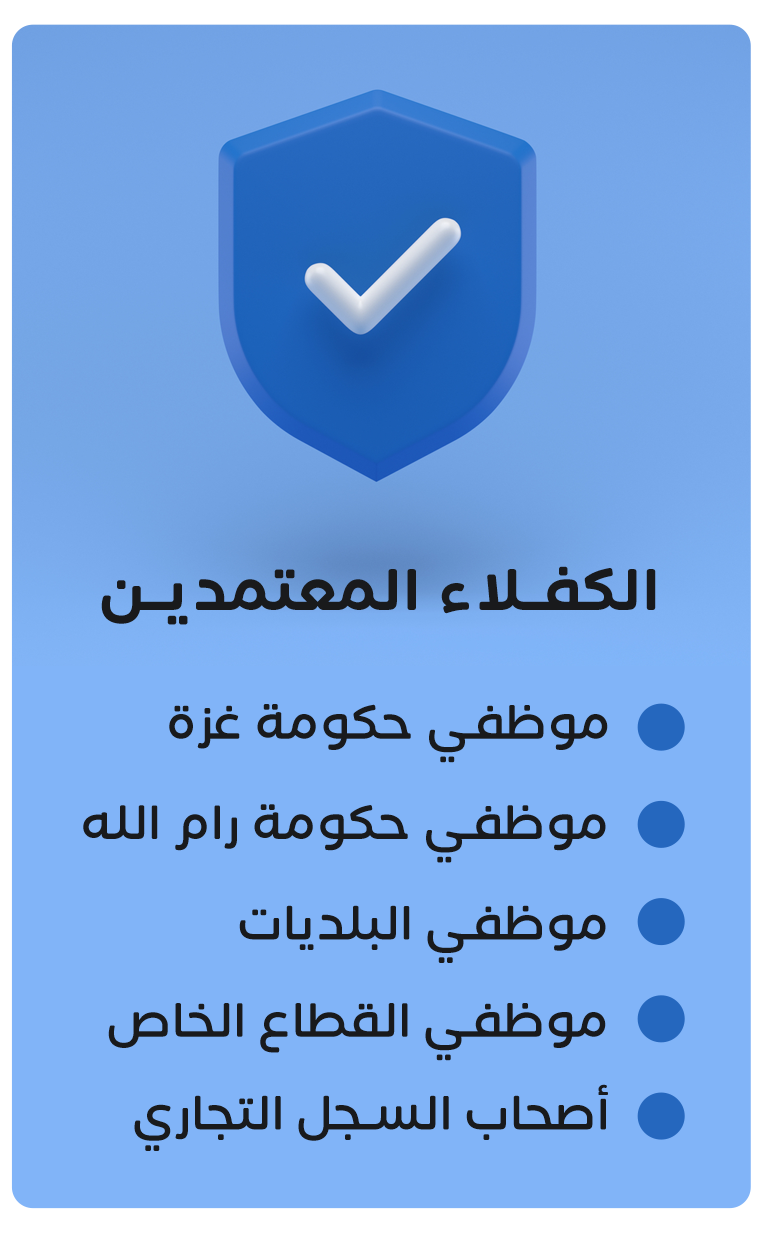 الكفلاء المعتمدين
موظفي حكومة غزة
موظفي حكومة رام الله
موظفي البلديات
موظفي القطاع الخاص
أصحاب السجل التجاري